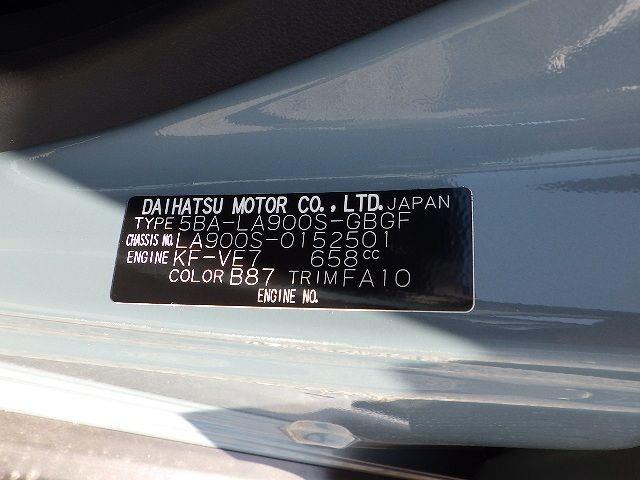 DAIHATSU MOTOR CO., LTD. JAPAN
TYPE 5BA-LA900S-GBGF
CHASSIS NO. LA900S-0152501
ENGINE KF-VE7 658cc
COLOR B87 TRIM FA10
ENGINE NO.